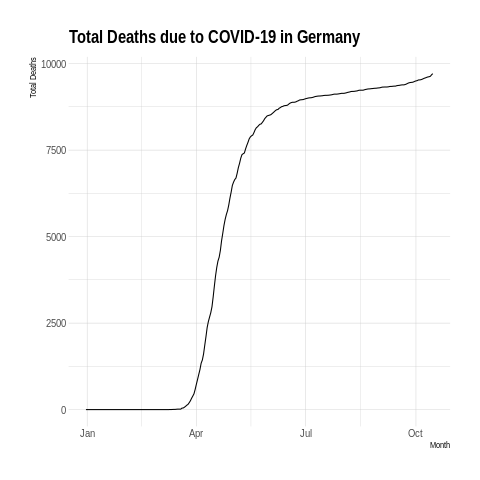 Total Deaths due to COVID-19 in Germany
Total Deaths
10000
7500
5000
2500
0
Jan Apr Jul Oct
Month